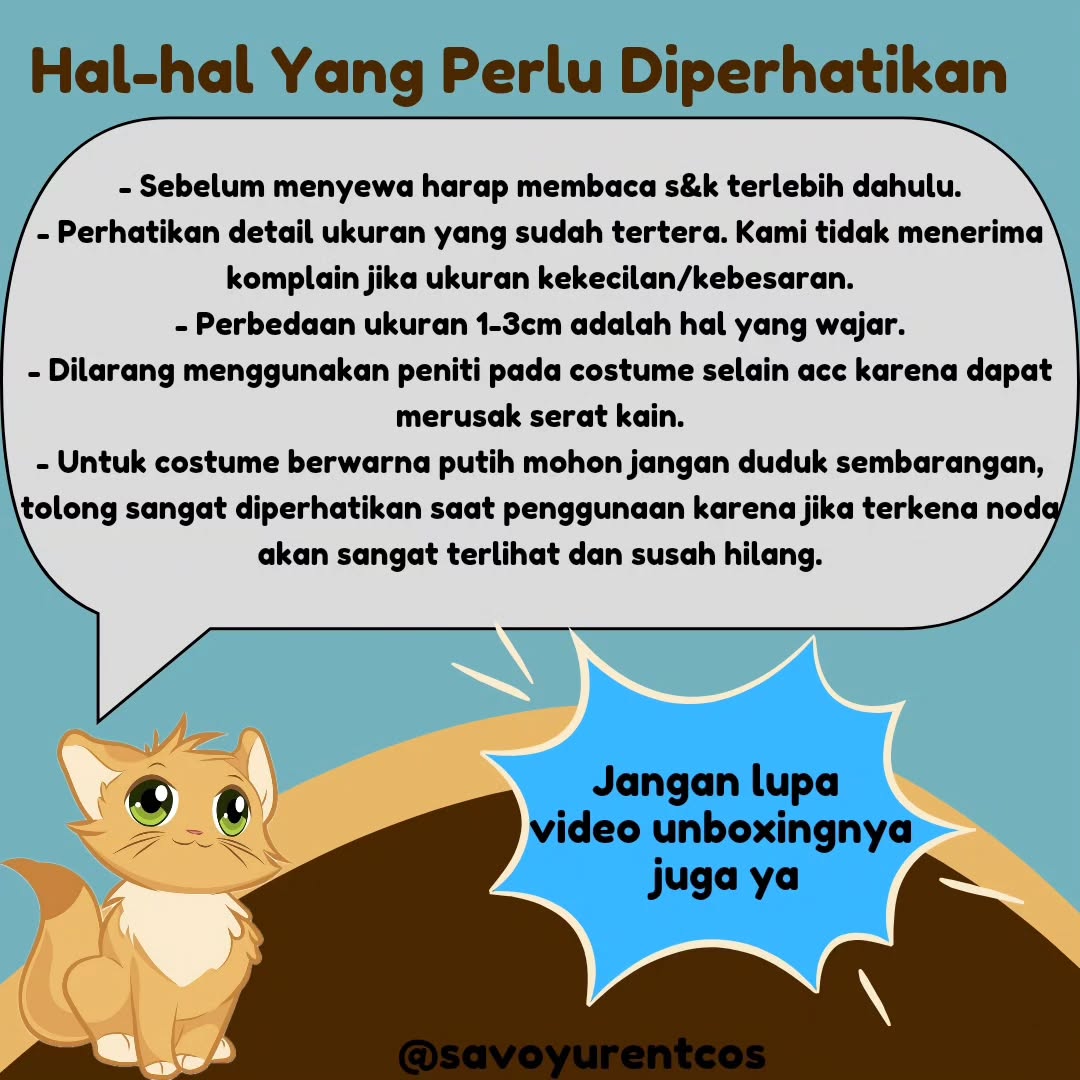 Hal-hal Yang Perlu Diperhatikan
- Sebelum menyewa harap membaca s&k terlebih dahulu.
- Perhatikan detail ukuran yang sudah tertera. Kami tidak menerima
komplain jika ukuran kekecilan/kebesaran.
- Perbedaan ukuran 1-3cm adalah hal yang wajar.
- Dilarang menggunakan peniti pada costume selain acc karena dapat
merusak serat kain.
- Untuk costume berwarna putih mohon jangan duduk sembarangan,
tolong sangat diperhatikan saat penggunaan karena jika terkena noda
akan sangat terlihat dan susah hilang.
Jangan lupa
video unboxingnya
juga ya
@savoyurentcos